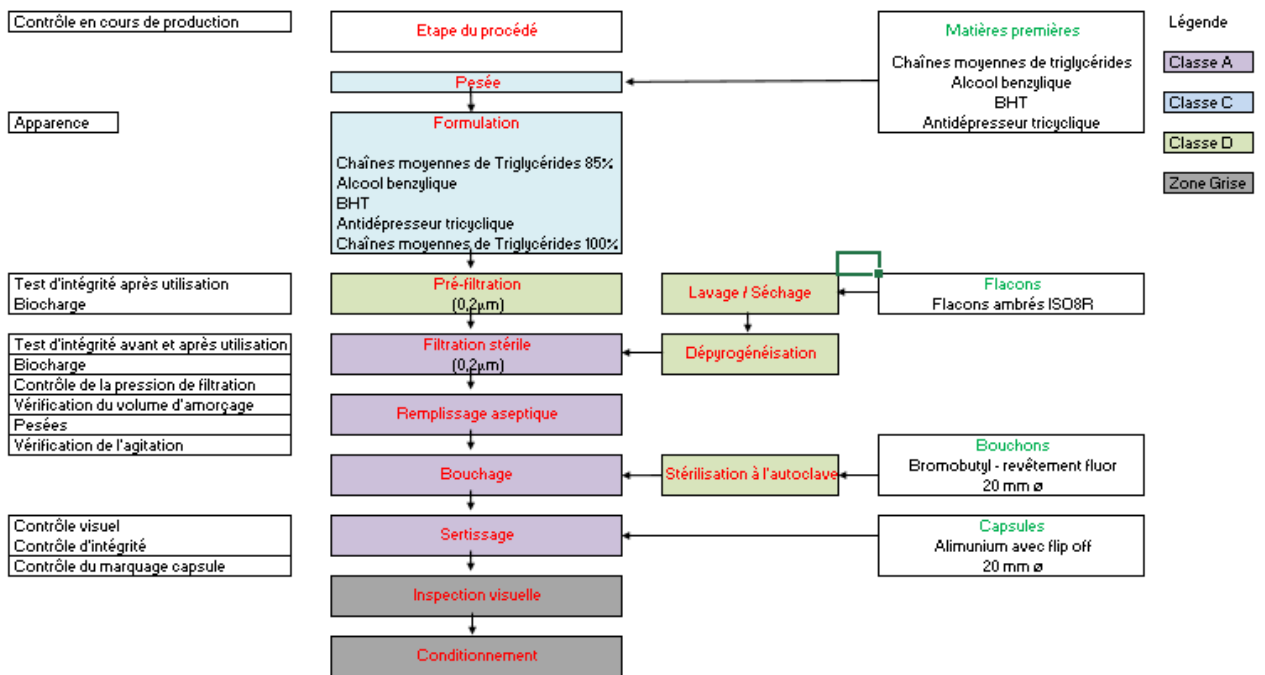 Contrôle en cours de production
Etape du procédé
Matières premières
Chaînes moyennes de triglycérides
Alcool benzylique
BHT
Antidépresseur tricyclique
Légende
Classe A
Classe C
Classe D
Zone Grise
Pesée
Apparence
Formulation
Chaînes moyennes de Triglycérides 85%
Alcool benzylique
BHT
Antidépresseur tricyclique
Chaînes moyennes de Triglycérides 100%
Test d'intégrité après utilisation
Biocharge
Pré-filtration
(0,2µm)
Lavage / Séchage
Flacons
Flacons ambrés ISO8R
Test d'intégrité avant et après utilisation
Biocharge
Contrôle de la pression de filtration
Vérification du volume d'amorçage
Pesées
Vérification de l'agitation
Filtration stérile
(0,2µm)
Dépyrogénéisation
Remplissage aseptique
Bouchage
Stérilisation à l'autoclave
Bouchons
Bromobutyl - revêtement fluor
20 mm ø
Contrôle visuel
Contrôle d'intégrité
Contrôle du marquage capsule
Sertissage
Capsules
Alimunium avec flip off
20 mm ø
Inspection visuelle
Conditionnement